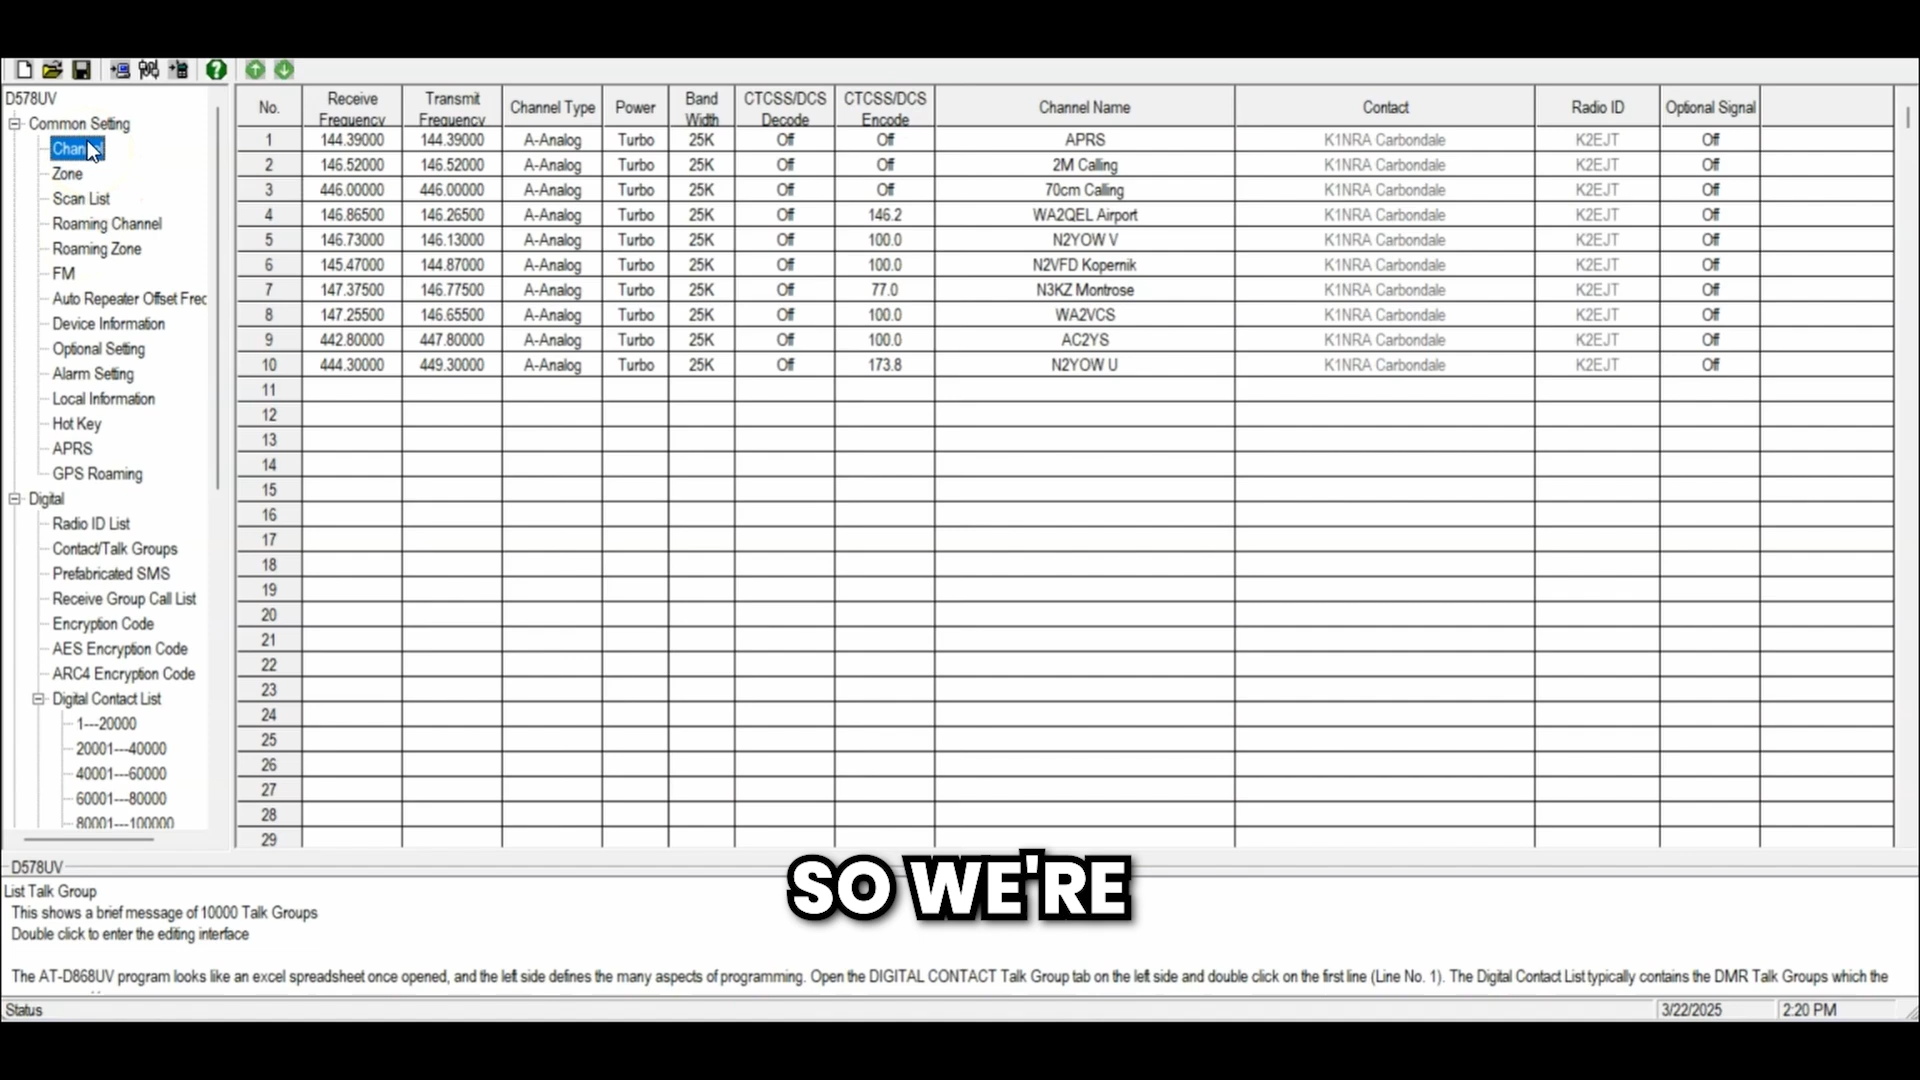 D578UV
Common Setting
Channel
Zone
Scan List
Roaming Channel
Roaming Zone
FM
Auto Repeater Offset Frec
Device Information
Optional Setting
Alarm Setting
Local Information
Hot Key
APRS
GPS Roaming
Digital
Radio ID List
Contact/Talk Groups
Prefabricated SMS
Receive Group Call List
Encryption Code
AES Encryption Code
ARC4 Encryption Code
Digital Contact List
1---20000
20001---40000
40001---60000
60001---80000
80001---100000
No. Receive Frequency Transmit Frequency Channel Type Power Band Width CTCSS/DCS Decode CTCSS/DCS Encode Channel Name Contact Radio ID Optional Signal
1 144.39000 144.39000 A-Analog Turbo 25K Off Off APRS K1NRA Carbondale K2EJT Off
2 146.52000 146.52000 A-Analog Turbo 25K Off Off 2M Calling K1NRA Carbondale K2EJT Off
3 446.00000 446.00000 A-Analog Turbo 25K Off Off 70cm Calling K1NRA Carbondale K2EJT Off
4 146.86500 146.26500 A-Analog Turbo 25K Off 146.2 WA2QEL Airport K1NRA Carbondale K2EJT Off
5 146.73000 146.13000 A-Analog Turbo 25K Off 100.0 N2YOW V K1NRA Carbondale K2EJT Off
6 145.47000 144.87000 A-Analog Turbo 25K Off 100.0 N2VFD Kopernik K1NRA Carbondale K2EJT Off
7 147.37500 146.77500 A-Analog Turbo 25K Off 77.0 N3KZ Montrose K1NRA Carbondale K2EJT Off
8 147.25500 146.65500 A-Analog Turbo 25K Off 100.0 WA2VCS K1NRA Carbondale K2EJT Off
9 442.80000 447.80000 A-Analog Turbo 25K Off 100.0 AC2YS K1NRA Carbondale K2EJT Off
10 444.30000 449.30000 A-Analog Turbo 25K Off 173.8 N2YOW U K1NRA Carbondale K2EJT Off
11
12
13
14
15
16
17
18
19
20
21
22
23
24
25
26
27
28
29
D578UV
List Talk Group
This shows a brief message of 10000 Talk Groups
Double click to enter the editing interface
The AT-D868UV program looks like an excel spreadsheet once opened, and the left side defines the many aspects of programming. Open the DIGITAL CONTACT Talk Group tab on the left side and double click on the first line (Line No. 1). The Digital Contact List typically contains the DMR Talk Groups which the
SO WE'RE
Status 3/22/2025 2:20 PM